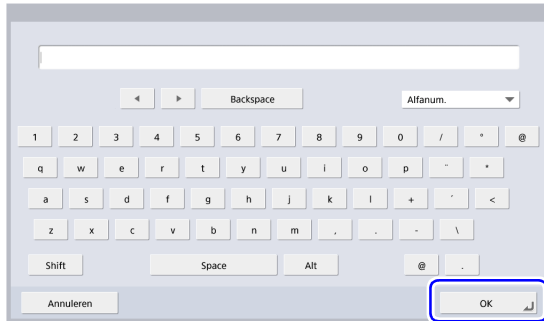 Backspace Alfanum.
1 2 3 4 5 6 7 8 9 0 / ° @
q w e r t y u i o p ¨ *
a s d f g h j k l + ´ <
z x c v b n m , . - \
Shift Space Alt @ .
Annuleren OK